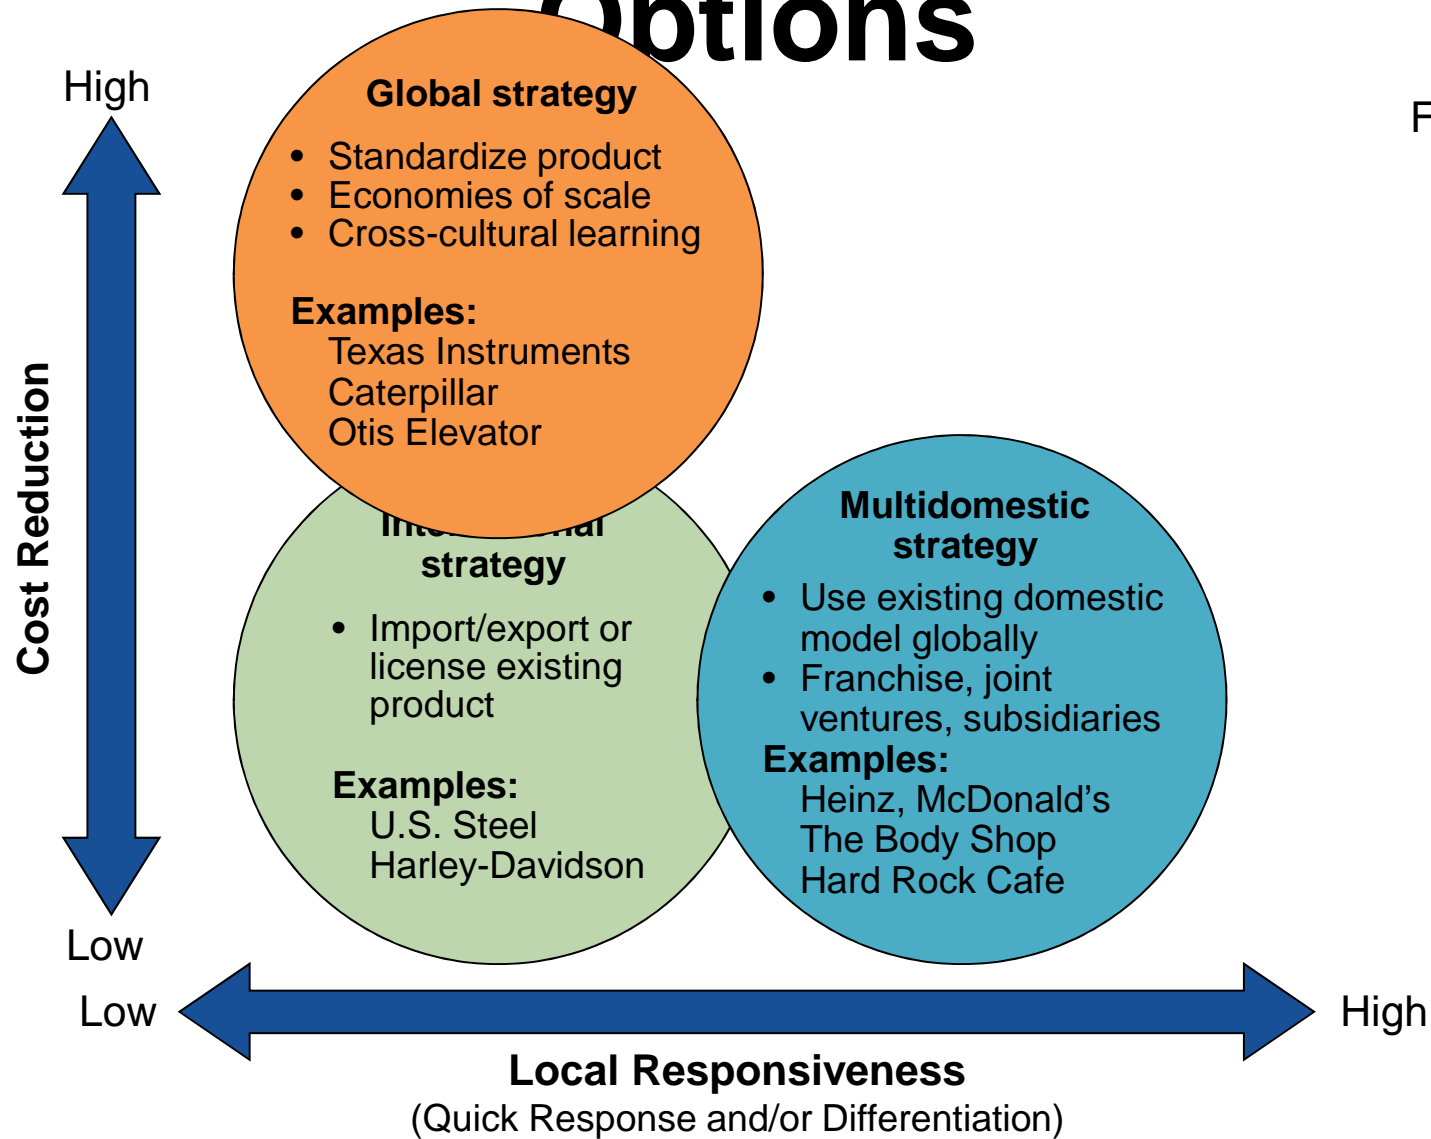 Options
High
F
Global strategy
• Standardize product
• Economies of scale
• Cross-cultural learning
Examples:
Texas Instruments
Caterpillar
Otis Elevator
Cost Reduction
strategy
• Import/export or
license existing
product
Examples:
U.S. Steel
Harley-Davidson
Multidomestic
strategy
• Use existing domestic
model globally
• Franchise, joint
ventures, subsidiaries
Examples:
Heinz, McDonald’s
The Body Shop
Hard Rock Cafe
Low
Low
High
Local Responsiveness
(Quick Response and/or Differentiation)